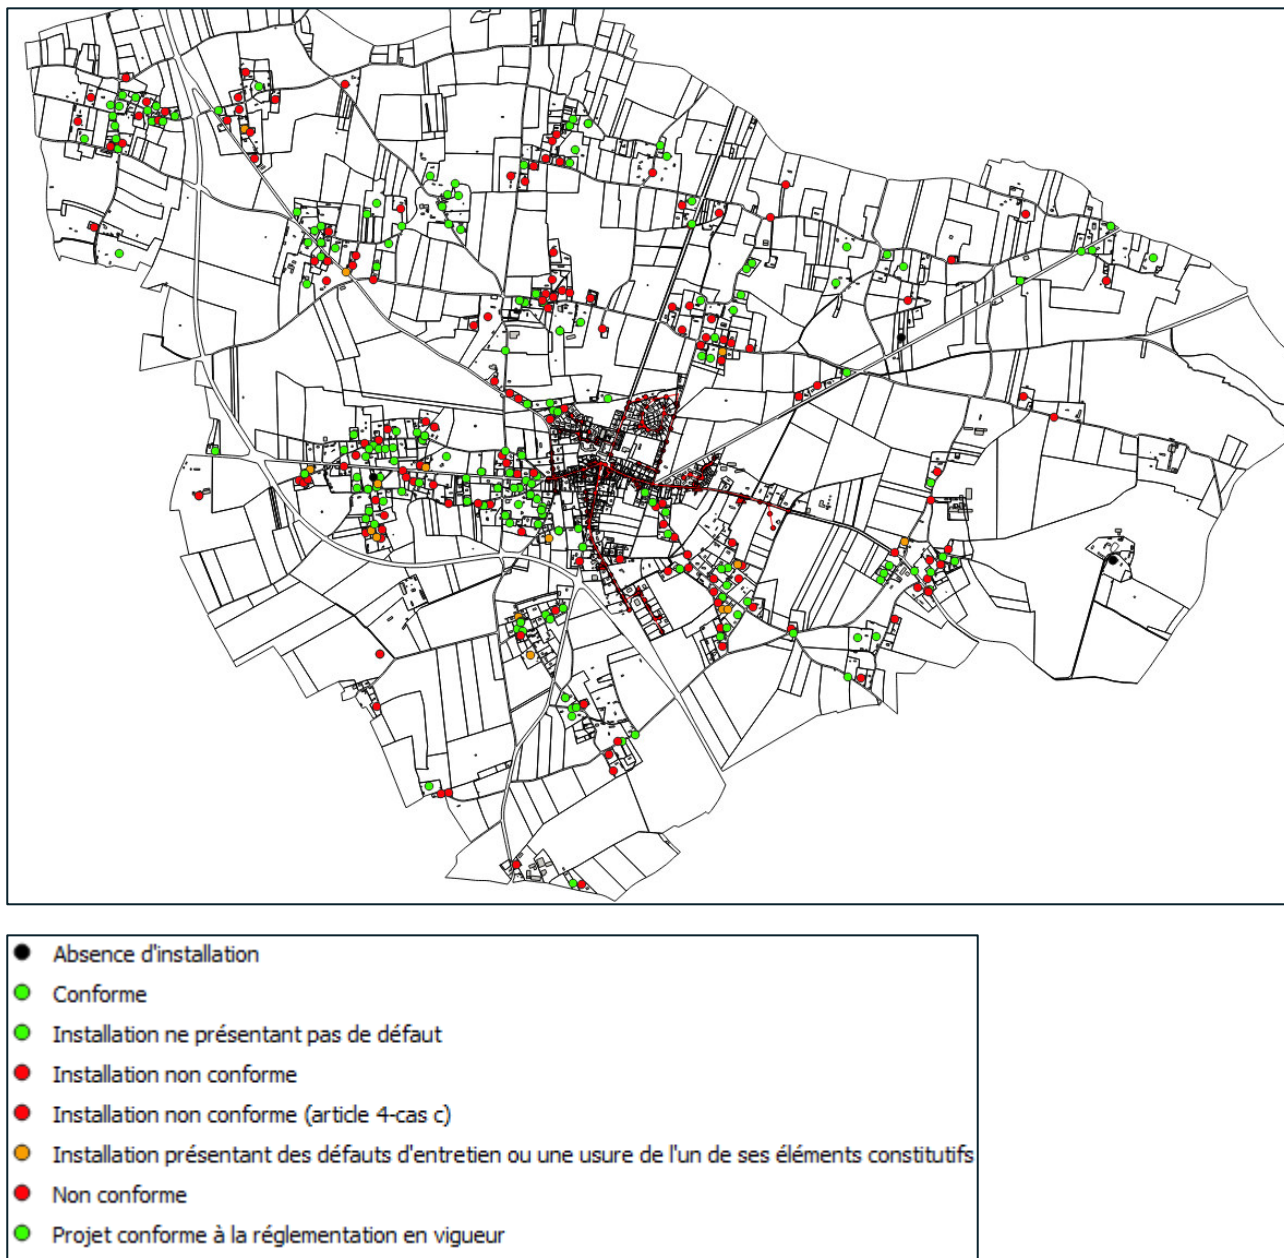 Absence d'installation
Conforme
Installation ne présentant pas de défaut
Installation non conforme
Installation non conforme (article 4-cas c)
Installation présentant des défauts d'entretien ou une usure de l'un de ses éléments constitutifs
Non conforme
Projet conforme à la réglementation en vigueur